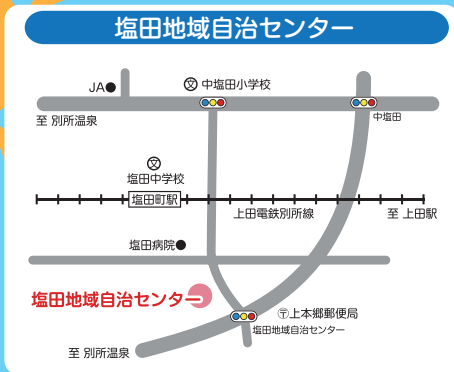 塩田地域自治センター
JA
文 中塩田小学校
至 別所温泉
中塩田
文
塩田中学校
塩田町駅
上田電鉄別所線
至 上田駅
塩田病院
塩田地域自治センター
〒上本郷郵便局
塩田地域自治センター
至 別所温泉